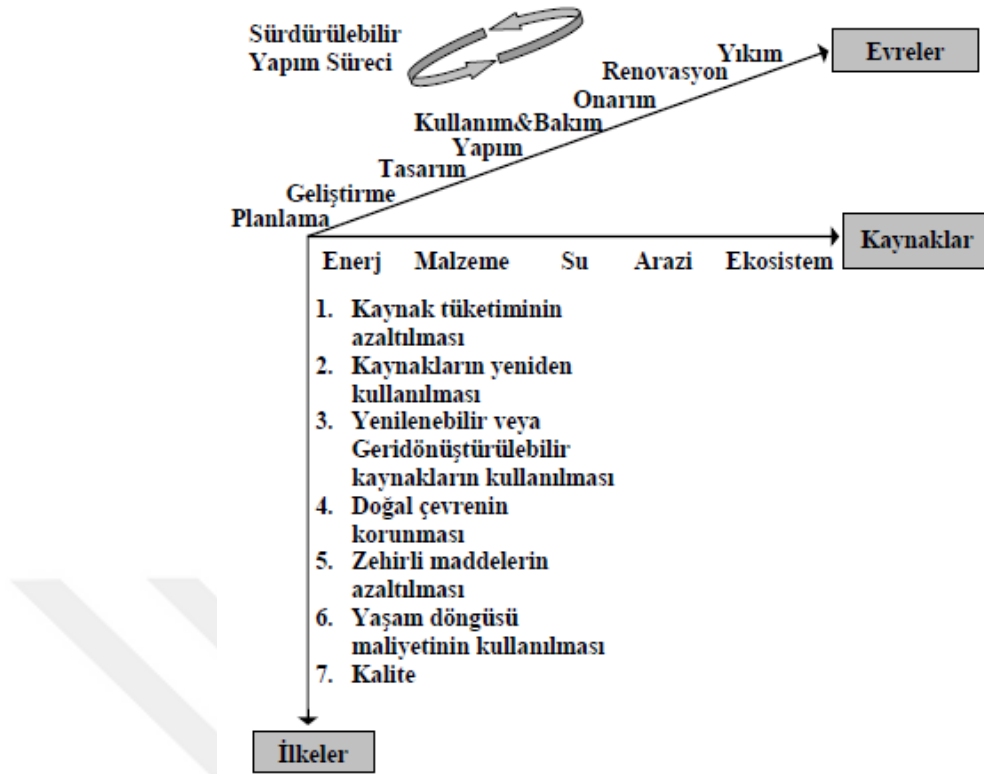 Sürdürülebilir
Yapım Süreci
Yıkım
Evreler
Renovasyon
Onarım
Kullanım&Bakım
Yapım
Tasarım
Geliştirme
Planlama
Kaynaklar
Enerj Malzeme Su Arazi Ekosistem
1. Kaynak tüketiminin
azaltılması
2. Kaynakların yeniden
kullanılması
3. Yenilenebilir veya
Geridönüştürülebilir
kaynakların kullanılması
4. Doğal çevrenin
korunması
5. Zehirli maddelerin
azaltılması
6. Yaşam döngüsü
maliyetinin kullanılması
7. Kalite
İlkeler